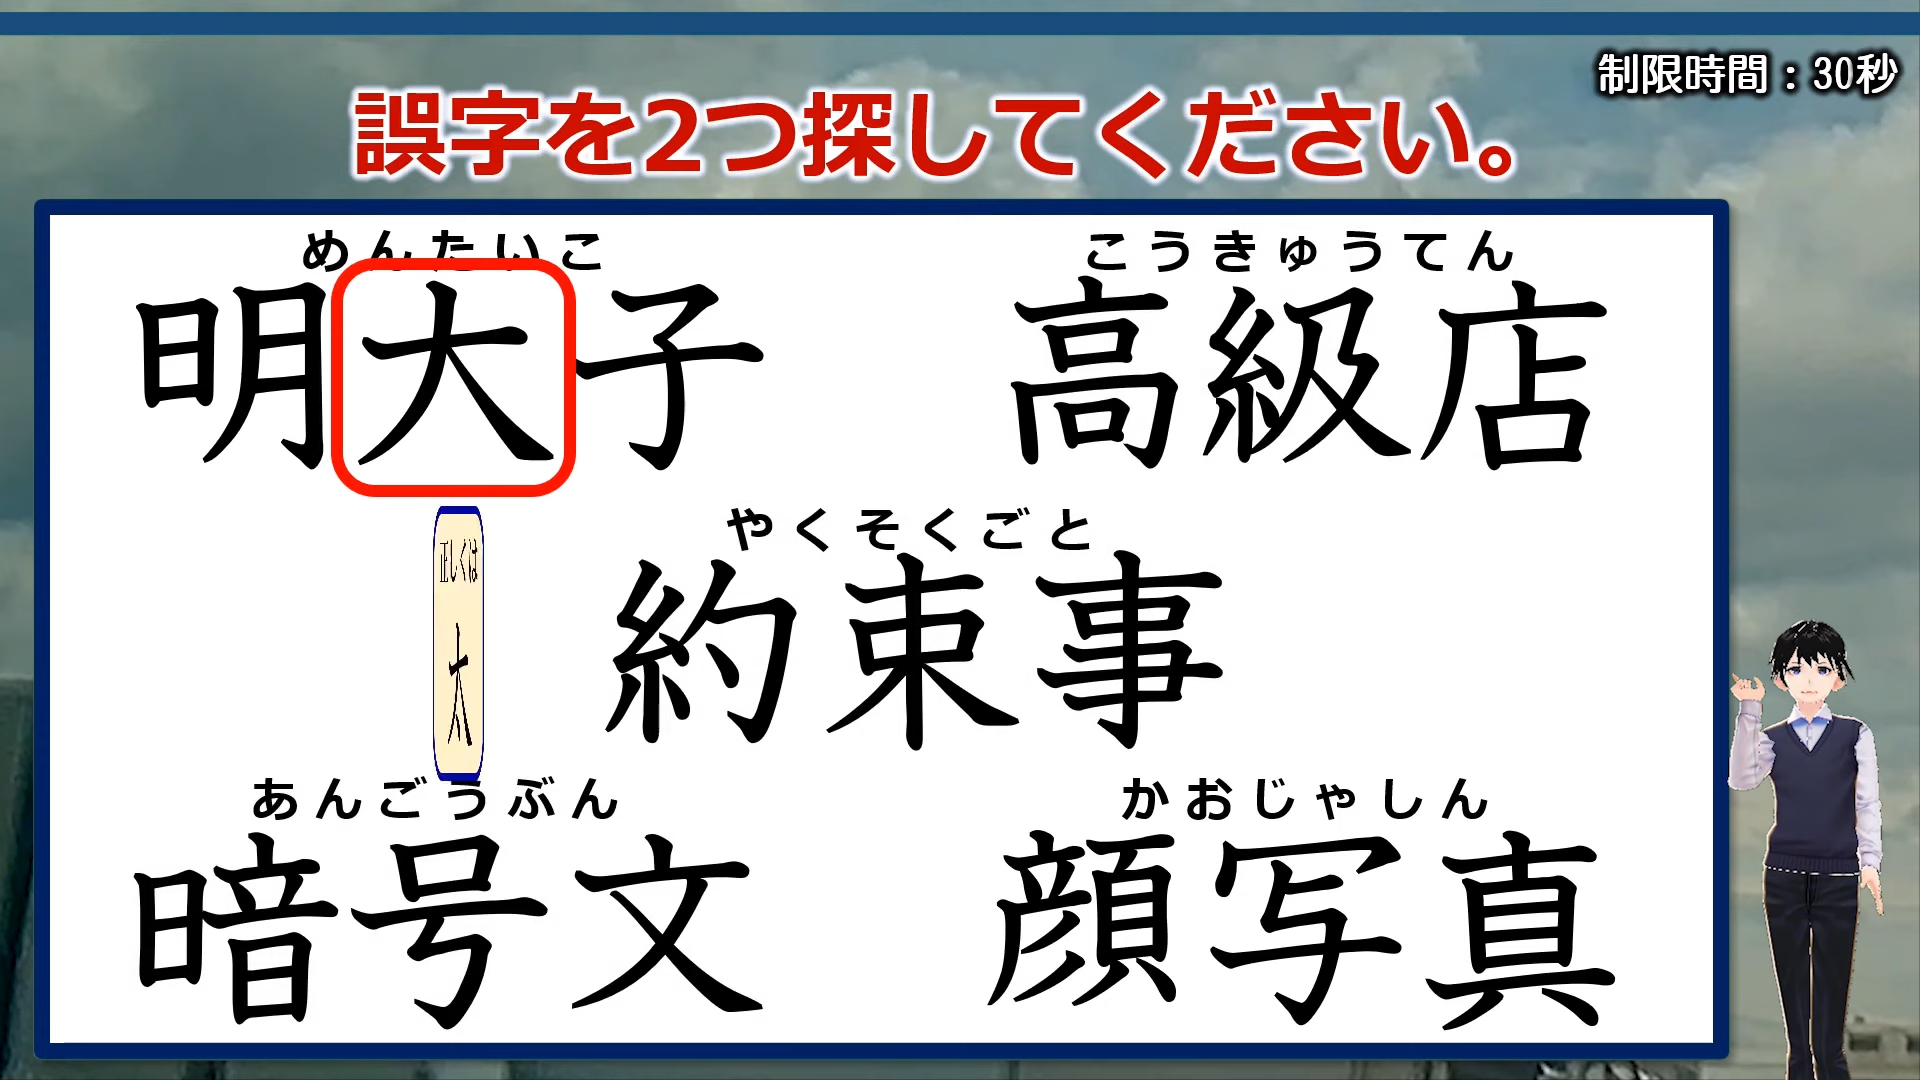 制限時間：30秒
誤字を2つ探してください。
めんたいこ
明大子
こうきゅうてん
高級店
正しくは
太
やくそくごと
約束事
あんごうぶん
暗号文
かおじゃしん
顔写真